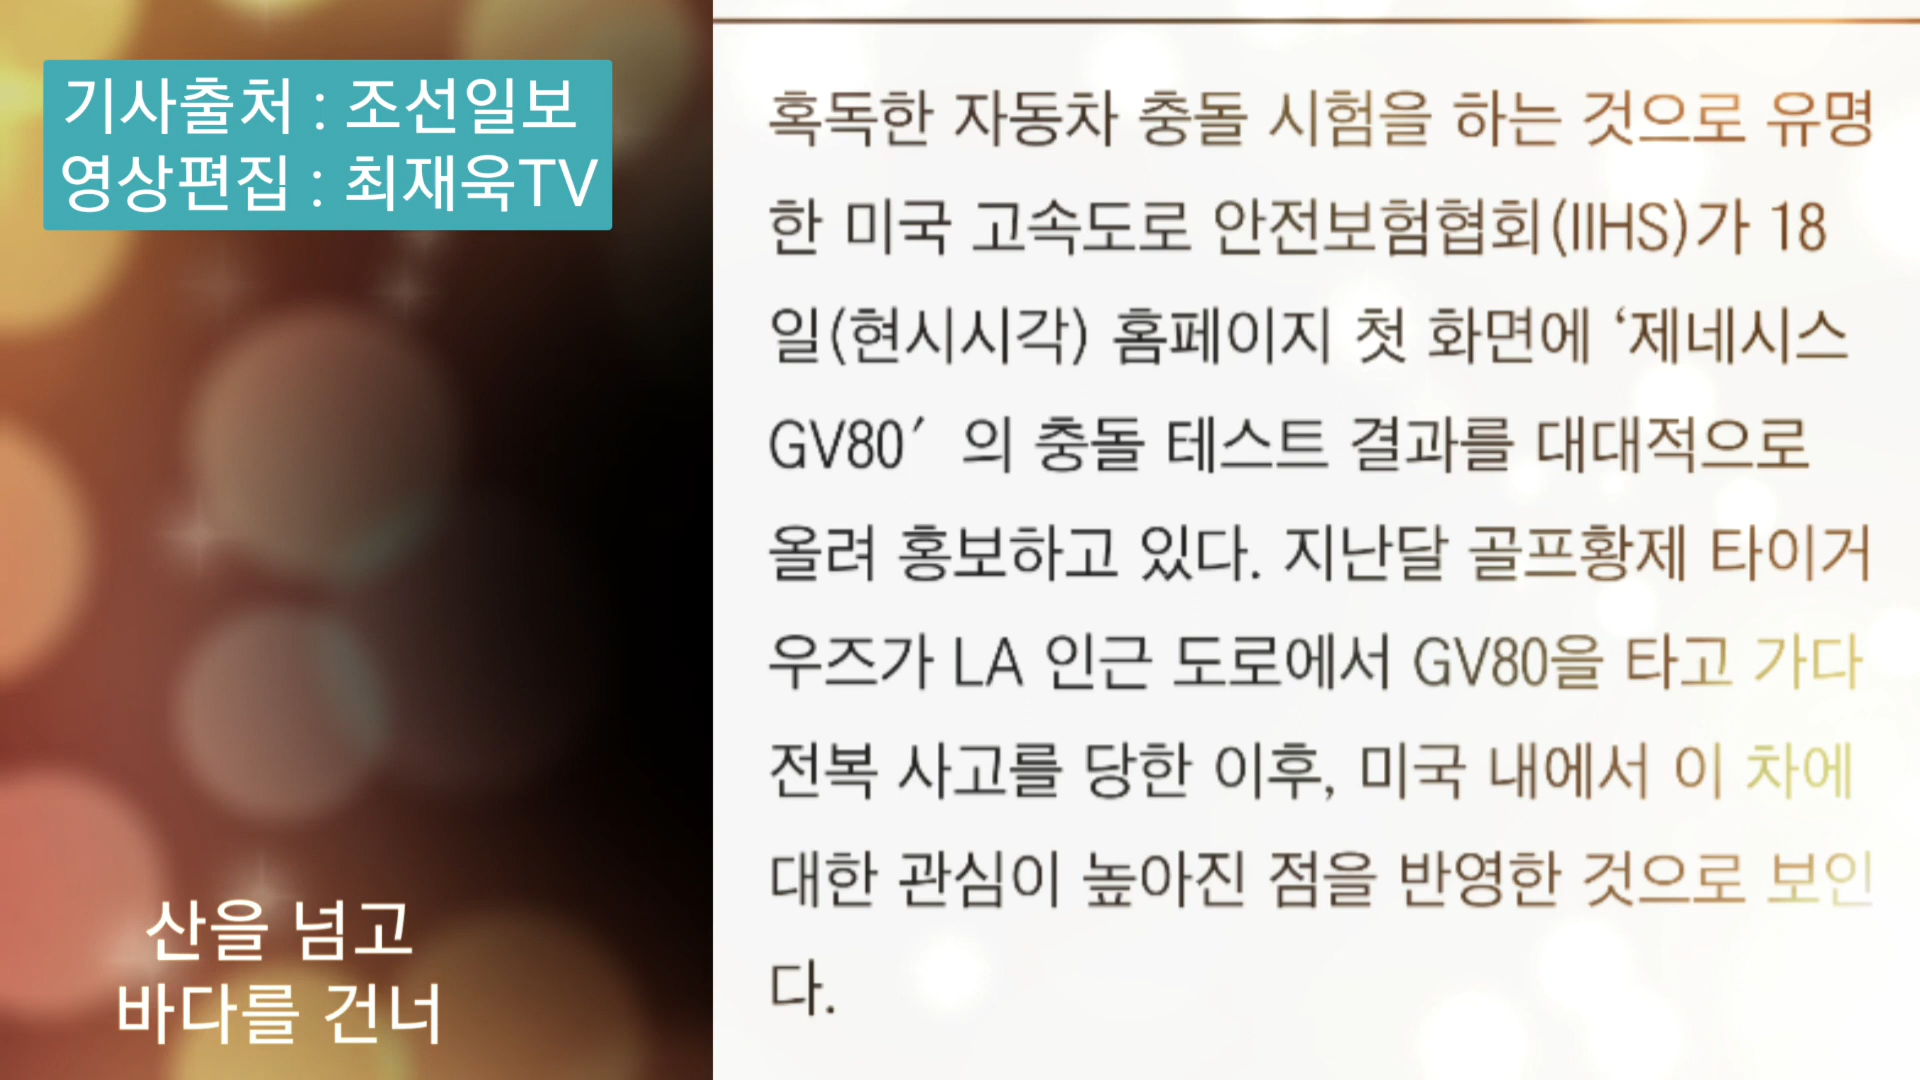 기사출처 : 조선일보
영상편집 : 최재욱TV
혹독한 자동차 충돌 시험을 하는 것으로 유명
한 미국 고속도로 안전보험협회(IIHS)가 18
일(현시시각) 홈페이지 첫 화면에 ‘제네시스
GV80′ 의 충돌 테스트 결과를 대대적으로
올려 홍보하고 있다. 지난달 골프황제 타이거
우즈가 LA 인근 도로에서 GV80을 타고 가다
전복 사고를 당한 이후, 미국 내에서 이 차에
대한 관심이 높아진 점을 반영한 것으로 보인
다.
산을 넘고
바다를 건너